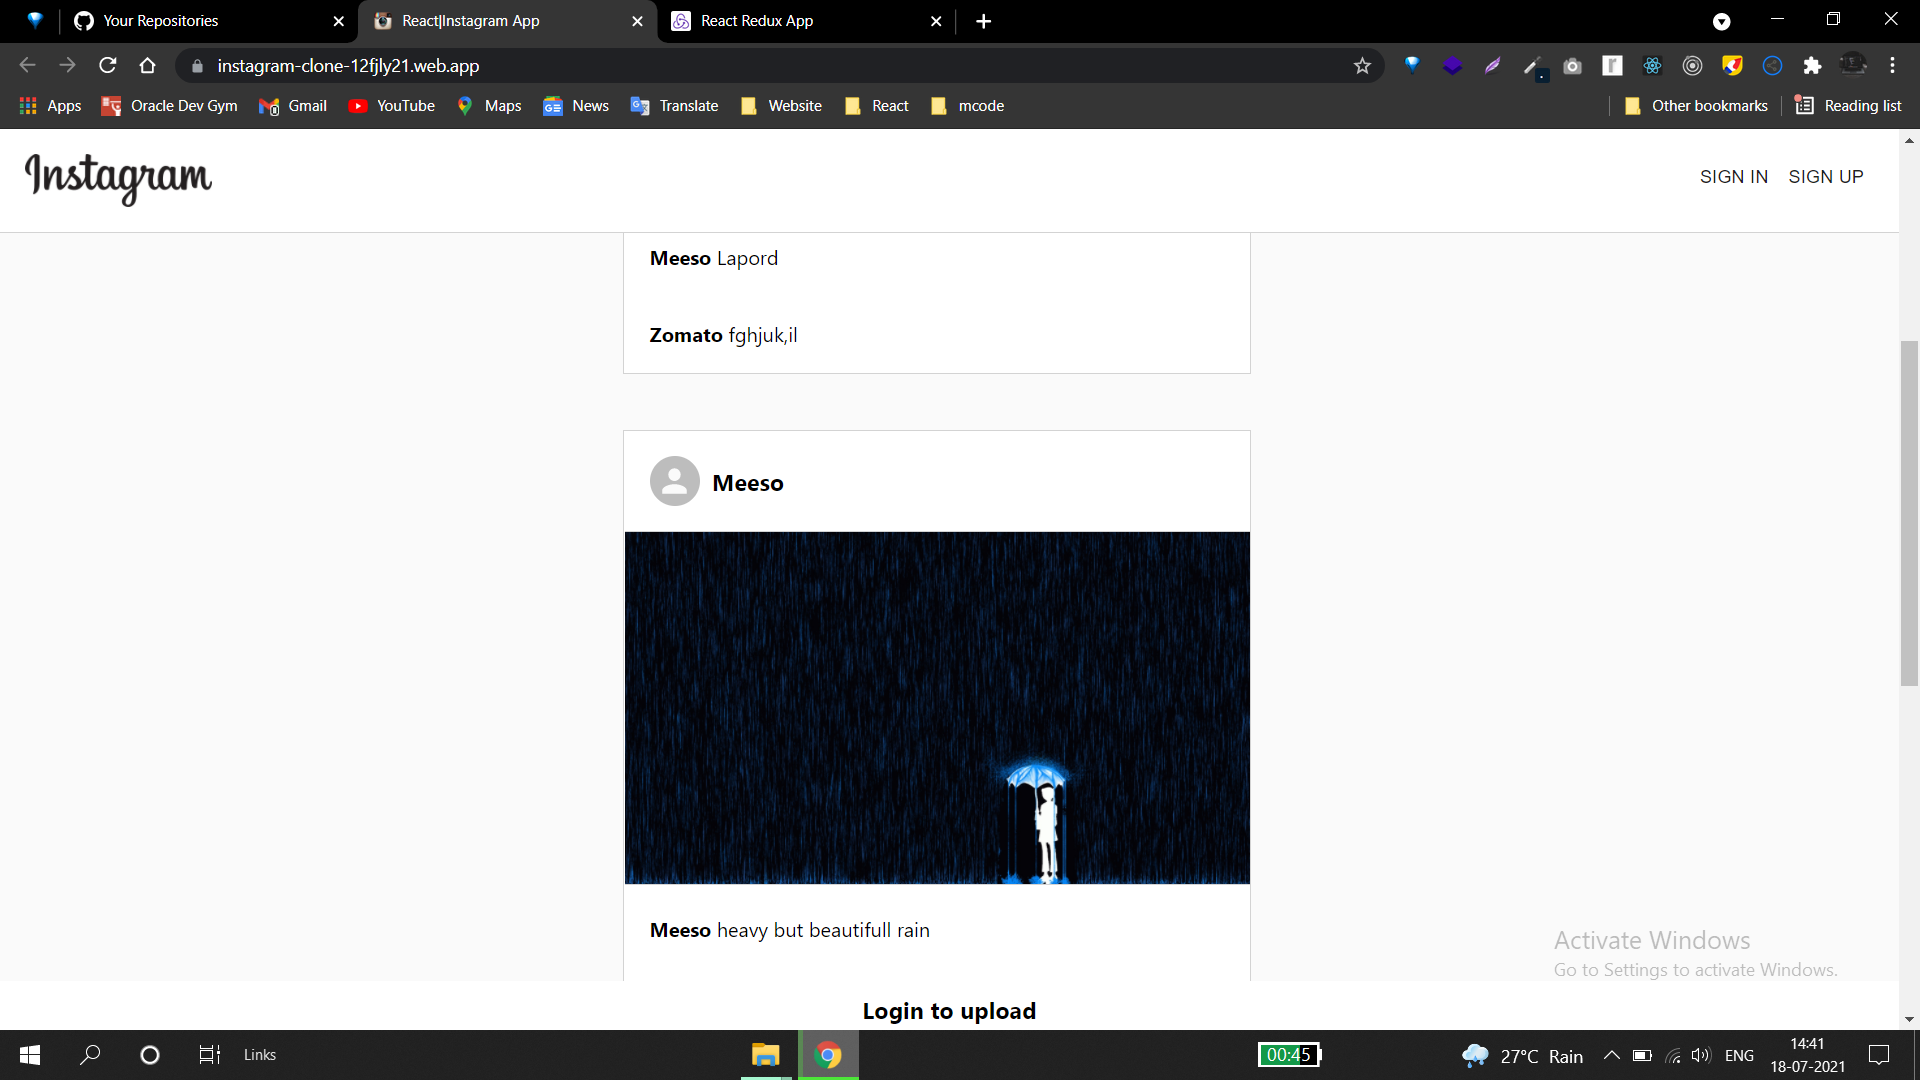 Your Repositories
React|Instagram App
React Redux App
instagram-clone-12fjly21.web.app
Apps Oracle Dev Gym Gmail YouTube Maps News Translate Website React mcode Other bookmarks Reading list
Instagram
SIGN IN SIGN UP
Meeso Lapord
Zomato fghjuk,il
Meeso
Meeso heavy but beautifull rain
Activate Windows
Go to Settings to activate Windows.
Login to upload
Links
00:45
27°C Rain
ENG
14:41
18-07-2021